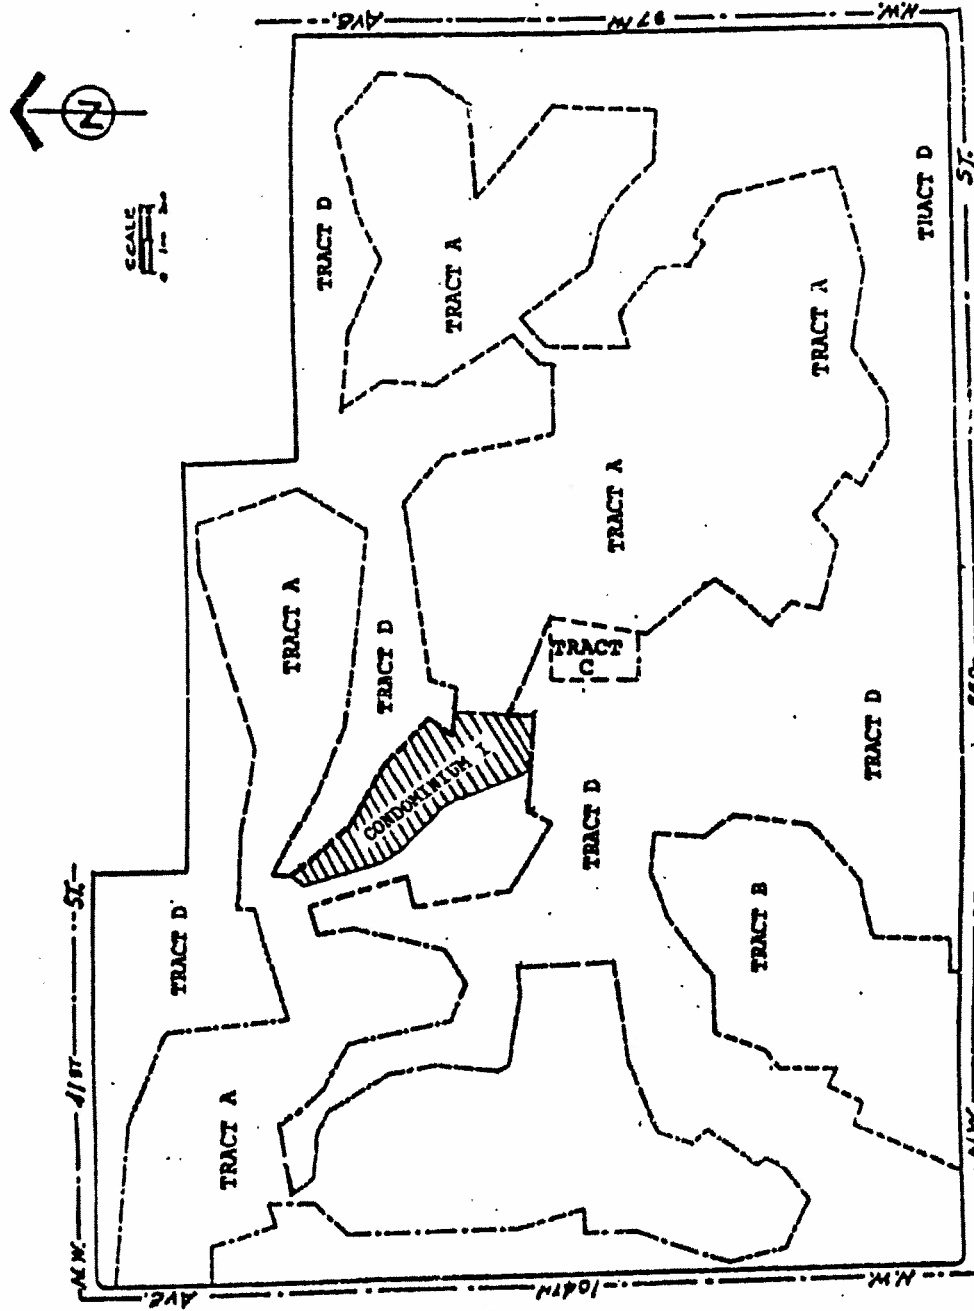 N.W. 97TH AVE.
N
SCALE
TRACT D
TRACT A
TRACT D
ST.
TRACT A
TRACT A
TRACT A
TRACT D
TRACT C
CONDOMINIUM I
TRACT D
TRACT D
TRACT B
TRACT D
N.W. 41 ST. ST.
TRACT A
N.W. 104TH AVE.
N.W.